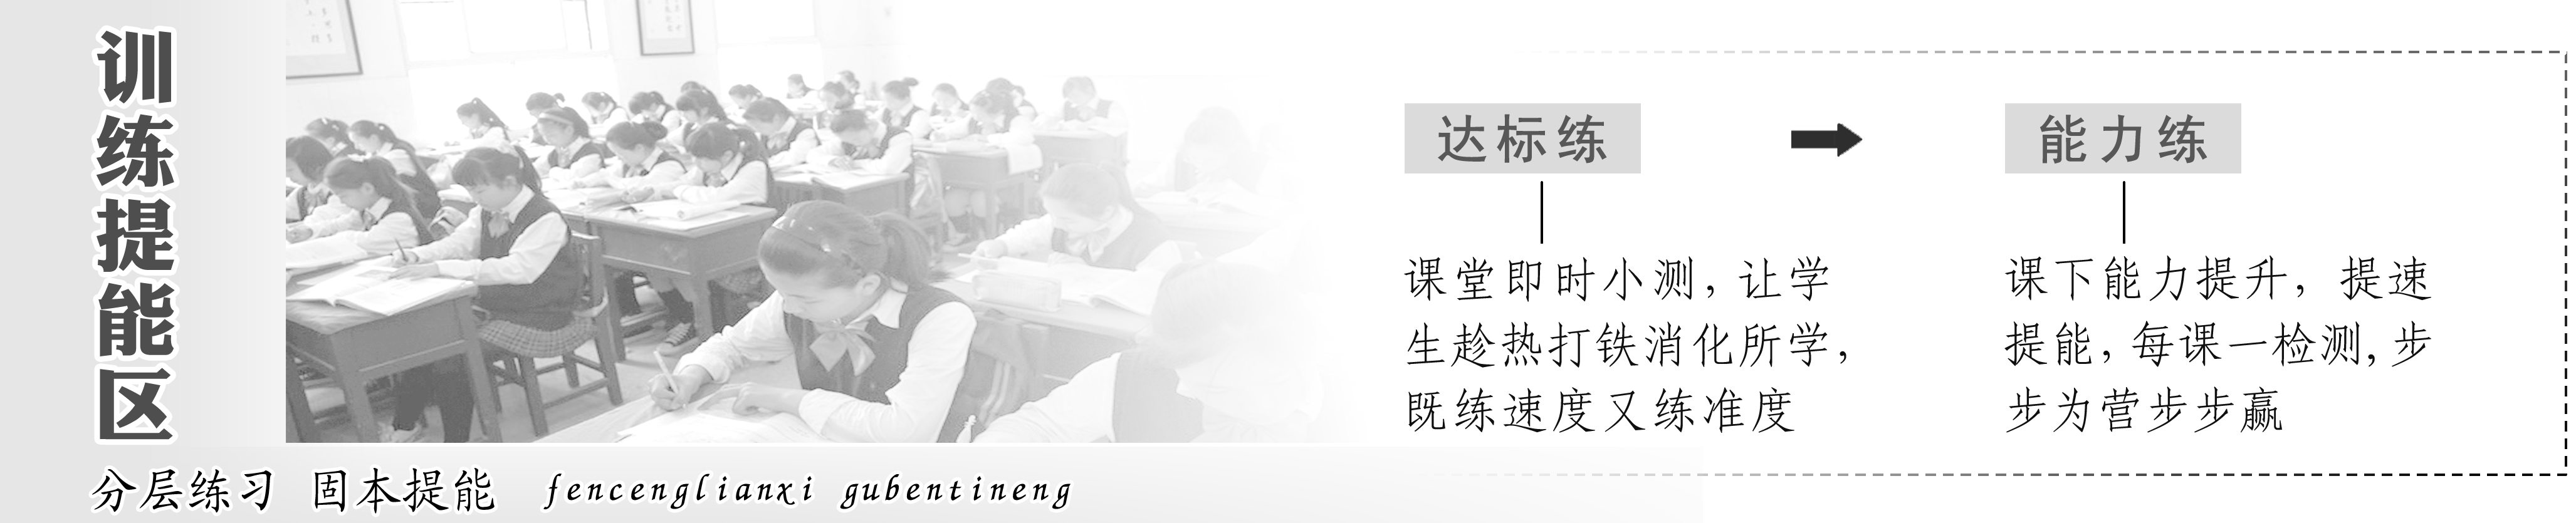 训练提能区
分层练习 固本提能 fencenglianxi gubentineng
达标练
课堂即时小测，让学
生趁热打铁消化所学，
既练速度又练准度
能力练
课下能力提升，提速
提能，每课一检测，步
步为营步步赢